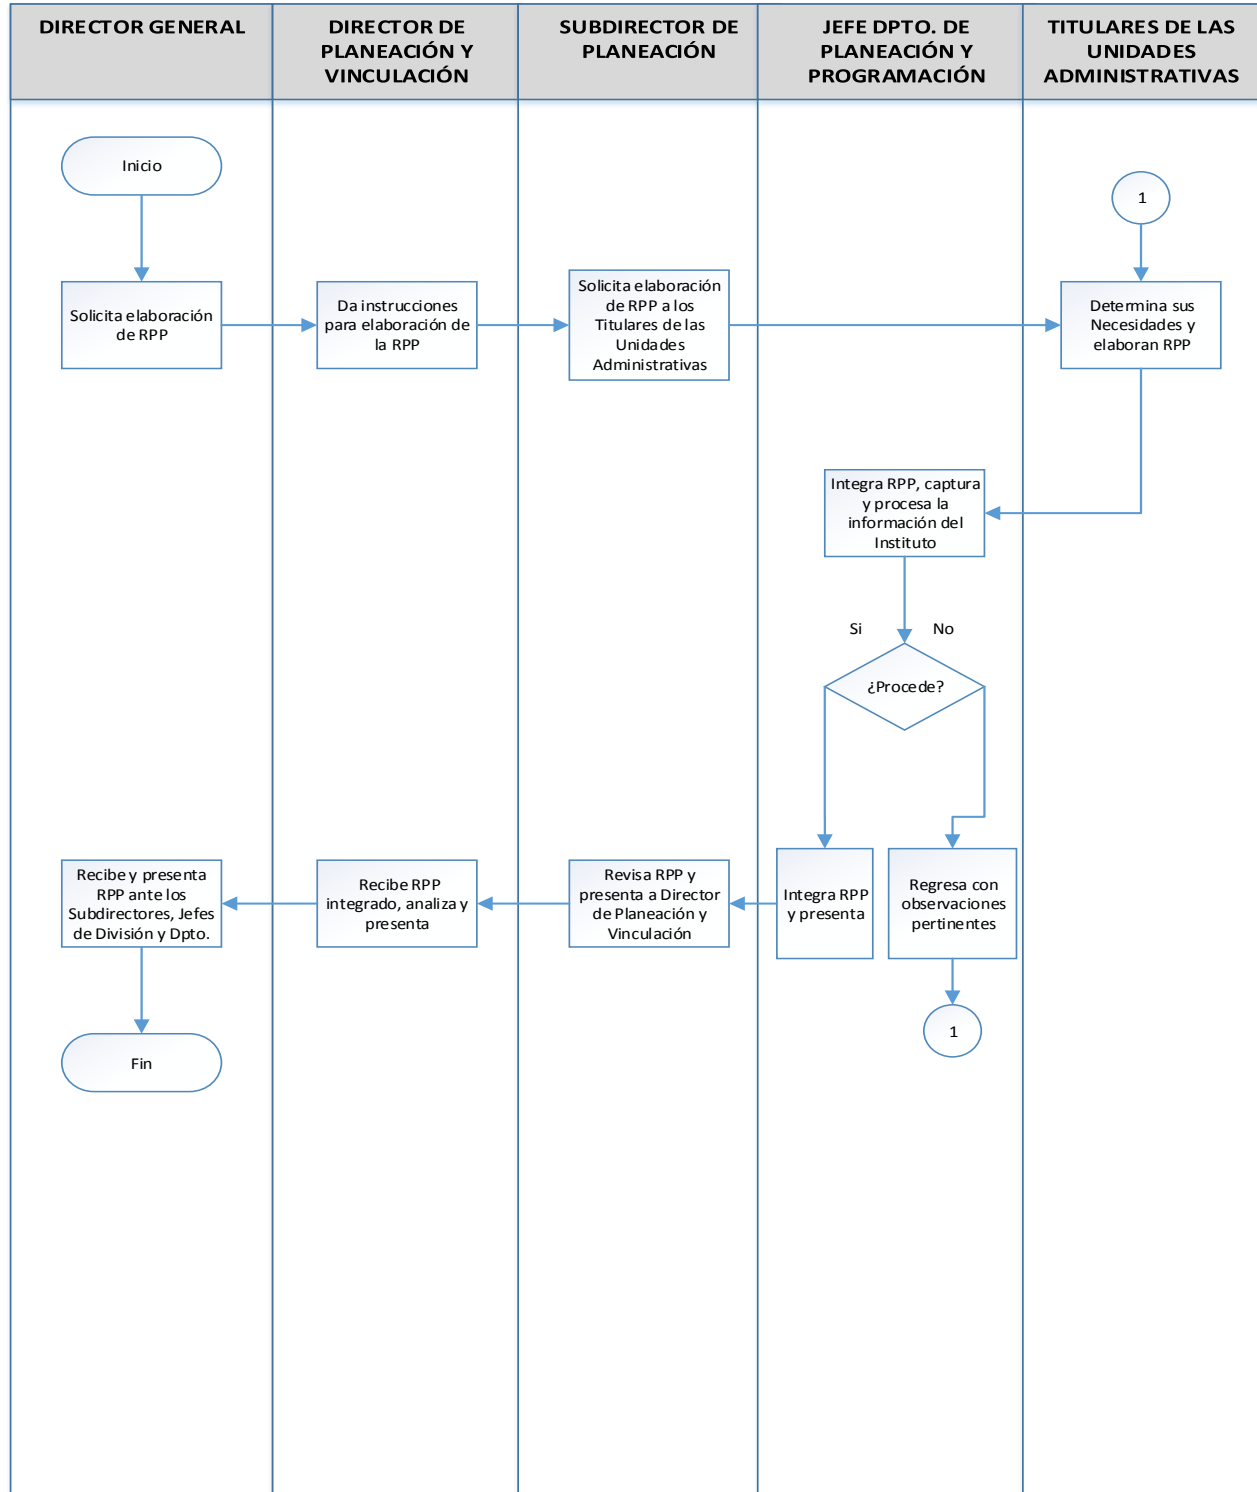 DIRECTOR GENERAL
DIRECTOR DE
PLANEACIÓN Y
VINCULACIÓN
SUBDIRECTOR DE
PLANEACIÓN
JEFE DPTO. DE
PLANEACIÓN Y
PROGRAMACIÓN
TITULARES DE LAS
UNIDADES
ADMINISTRATIVAS
Inicio
1
Solicita elaboración
de RPP
Da instrucciones
para elaboración de
la RPP
Solicita elaboración
de RPP a los
Titulares de las
Unidades
Administrativas
Determina sus
Necesidades y
elaboran RPP
Integra RPP, captura
y procesa la
información del
Instituto
Si
No
¿Procede?
Recibe y presenta
RPP ante los
Subdirectores, Jefes
de División y Dpto.
Recibe RPP
integrado, analiza y
presenta
Revisa RPP y
presenta a Director
de Planeación y
Vinculación
Integra RPP
y presenta
Regresa con
observaciones
pertinentes
1
Fin